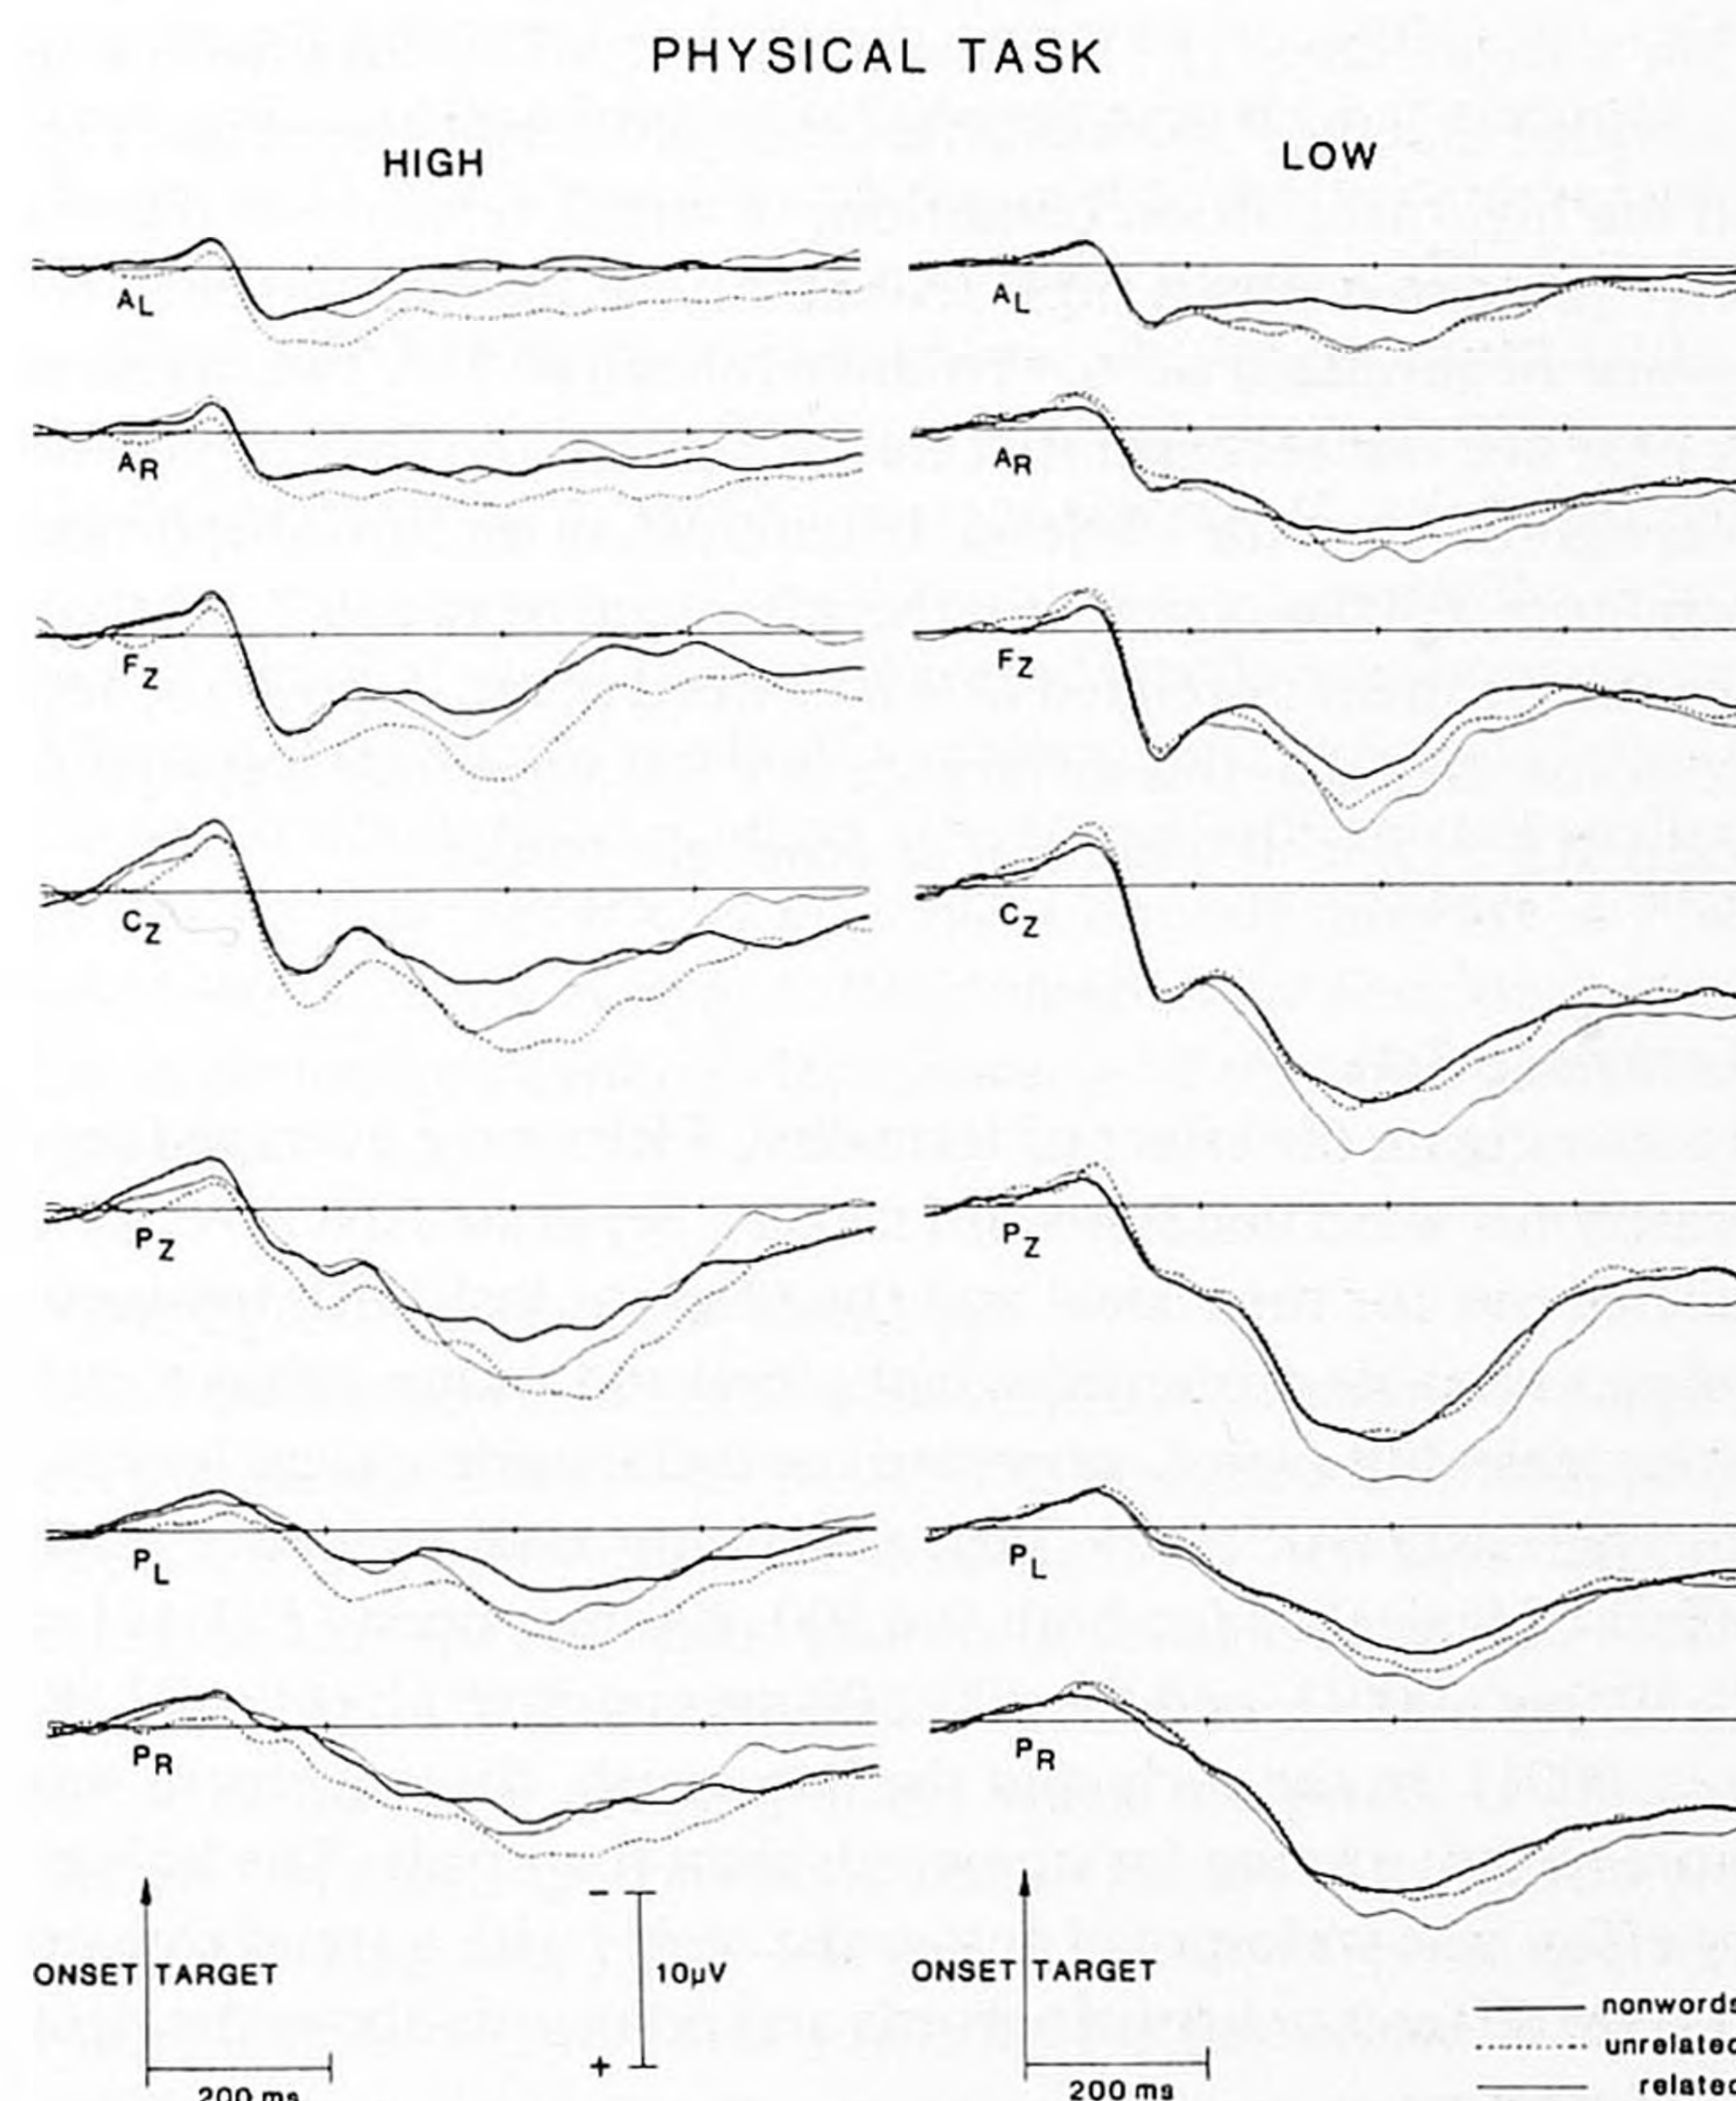 PHYSICAL TASK
HIGH
LOW
AL
AL
AR
AR
FZ
FZ
CZ
CZ
PZ
PZ
PL
PL
PR
PR
−
10µV
+
ONSET TARGET
200 ms
ONSET TARGET
200 ms
nonwords
unrelated
related